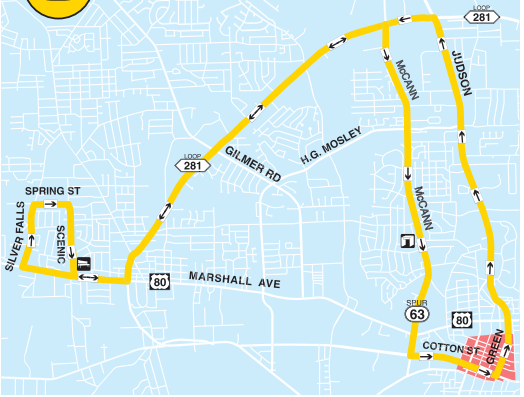 LOOP
281
JUDSON
McCANN
H.G. MOSLEY
GILMER RD
LOOP
281
SPRING ST
McCANN
SILVER FALLS
SCENIC
80
MARSHALL AVE
SPUR
63
80
COTTON ST
GREEN